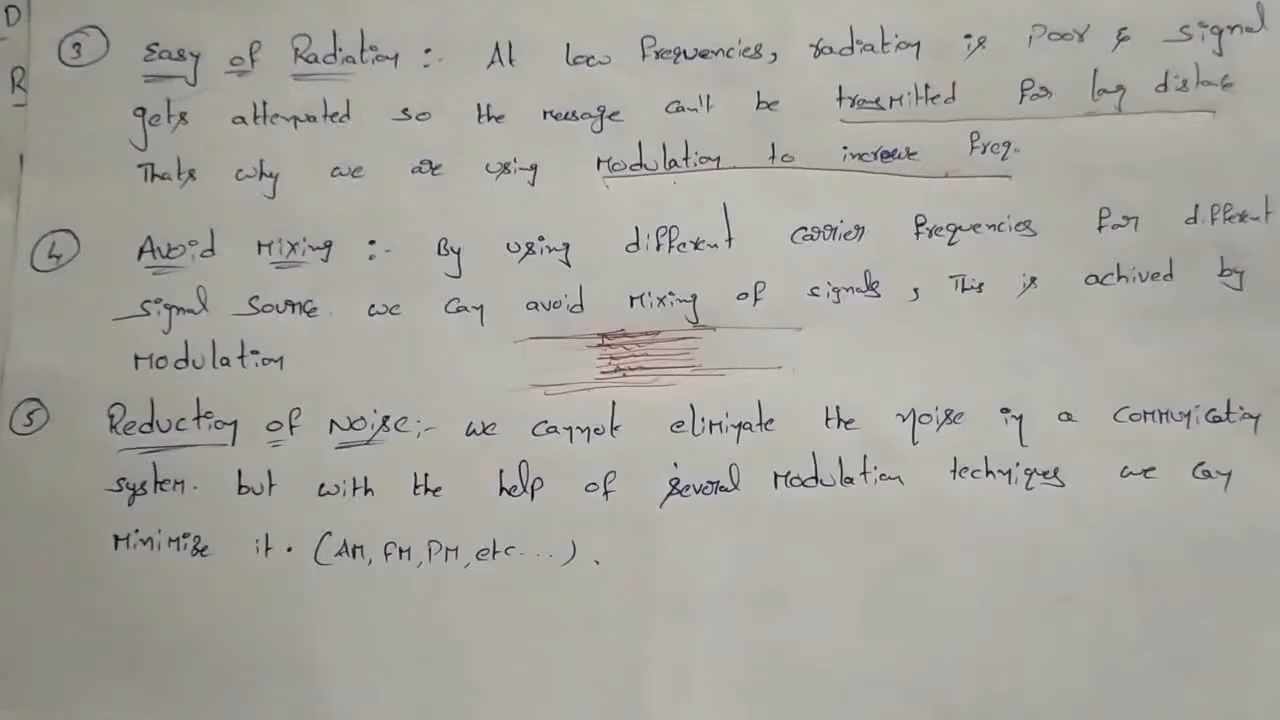 D
R
③ Easy of Radiation :- At low frequencies, radiation is poor & signal
gets attenuated so the message can't be transmitted for long distance
Thats why we are using Modulation to increase freq.
④ Avoid Mixing :- By using different carrier frequencies for different
signal source. we can avoid mixing of signals, This is achived by
Modulation
⑤ Reduction of Noise:- we cannot eliminate the noise in a communication
system. but with the help of several modulation techniques we can
Minimise it. (AM, FM, PM, etc....).